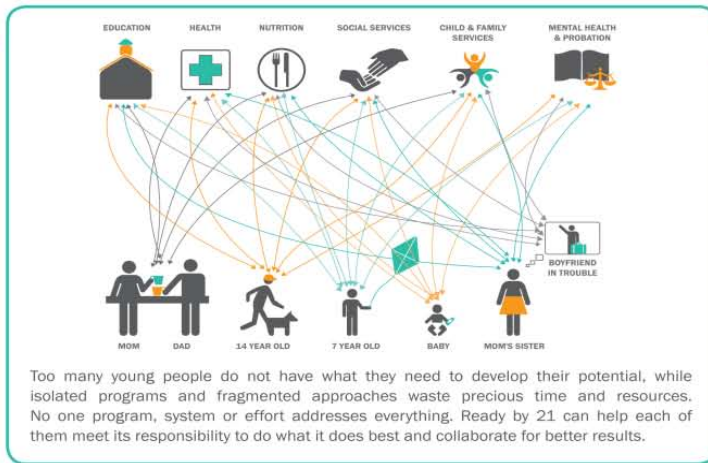 EDUCATION
HEALTH
NUTRITION
SOCIAL SERVICES
CHILD & FAMILY
SERVICES
MENTAL HEALTH
& PROBATION
BOYFRIEND
IN TROUBLE
MOM
DAD
14 YEAR OLD
7 YEAR OLD
BABY
MOM'S SISTER
Too many young people do not have what they need to develop their potential, while
isolated programs and fragmented approaches waste precious time and resources.
No one program, system or effort addresses everything. Ready by 21 can help each of
them meet its responsibility to do what it does best and collaborate for better results.